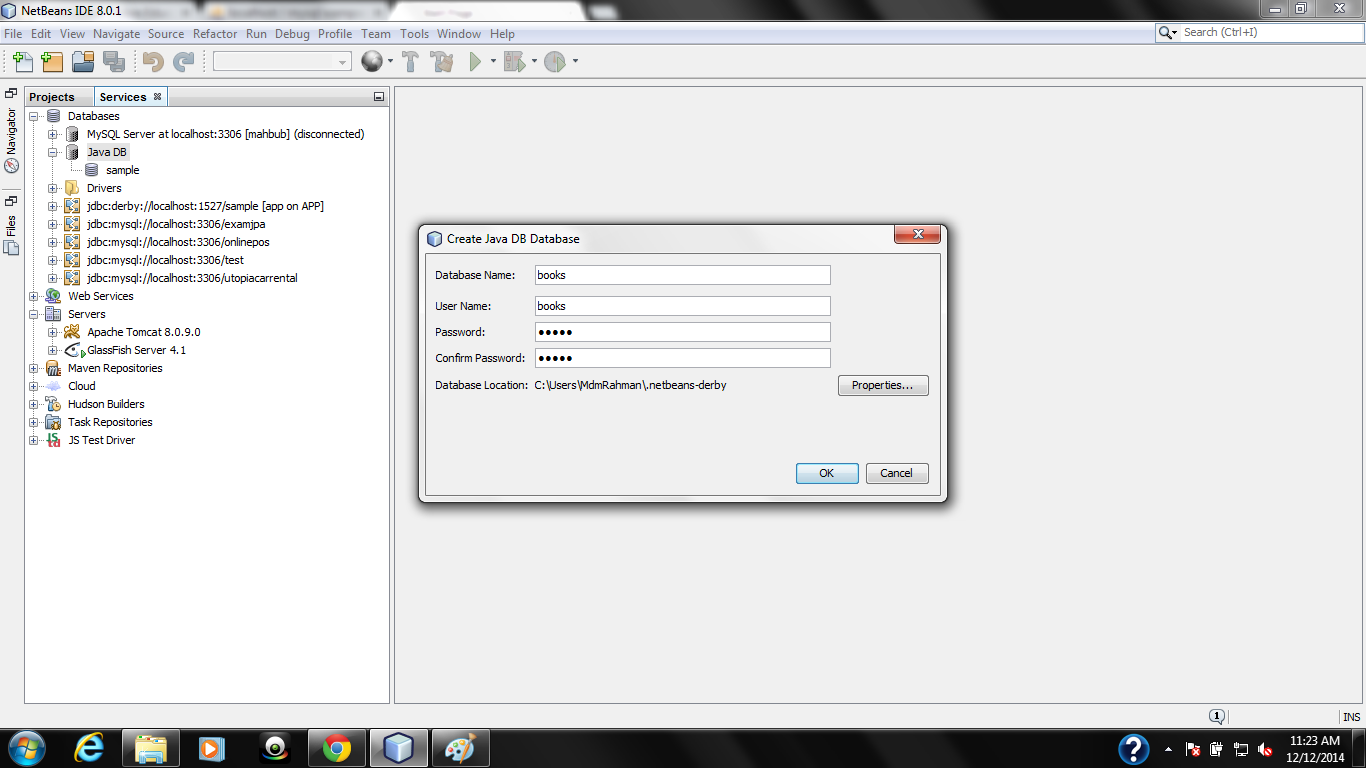 NetBeans IDE 8.0.1
File Edit View Navigate Source Refactor Run Debug Profile Team Tools Window Help
Search (Ctrl+I)
Navigator
Files
Projects Services
Databases
MySQL Server at localhost:3306 [mahbub] (disconnected)
Java DB
sample
Drivers
jdbc:derby://localhost:1527/sample [app on APP]
jdbc:mysql://localhost:3306/examjpa
jdbc:mysql://localhost:3306/onlinepos
jdbc:mysql://localhost:3306/test
jdbc:mysql://localhost:3306/utopiacarrental
Web Services
Servers
Apache Tomcat 8.0.9.0
GlassFish Server 4.1
Maven Repositories
Cloud
Hudson Builders
Task Repositories
JS Test Driver
Create Java DB Database
Database Name: books
User Name: books
Password: •••••
Confirm Password: •••••
Database Location: C:\Users\MdmRahman\.netbeans-derby
Properties...
OK Cancel
1
INS
11:23 AM
12/12/2014